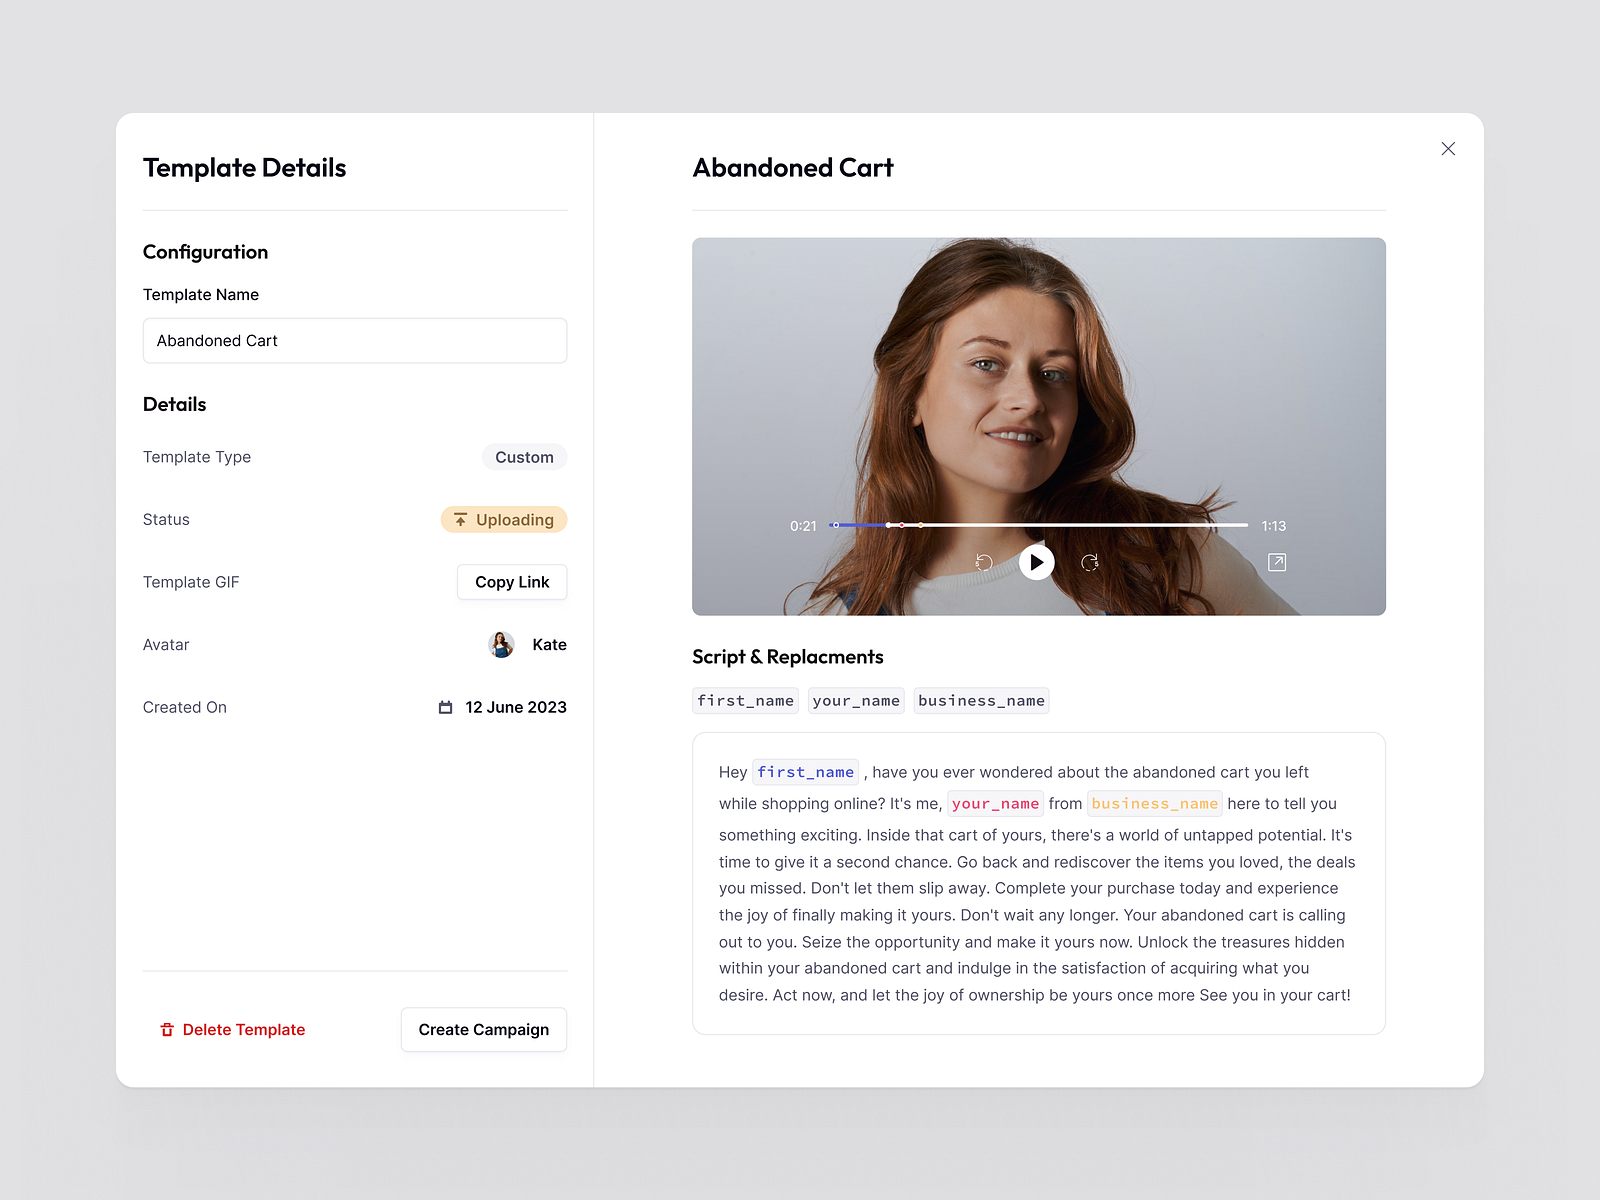 Template Details
Configuration
Template Name
Abandoned Cart
Details
Template Type
Custom
Status
Uploading
Template GIF
Copy Link
Avatar
Kate
Created On
12 June 2023
Delete Template
Create Campaign
Abandoned Cart
0:21
1:13
5
5
Script & Replacments
first_name your_name business_name
Hey first_name , have you ever wondered about the abandoned cart you left
while shopping online? It's me, your_name from business_name here to tell you
something exciting. Inside that cart of yours, there's a world of untapped potential. It's
time to give it a second chance. Go back and rediscover the items you loved, the deals
you missed. Don't let them slip away. Complete your purchase today and experience
the joy of finally making it yours. Don't wait any longer. Your abandoned cart is calling
out to you. Seize the opportunity and make it yours now. Unlock the treasures hidden
within your abandoned cart and indulge in the satisfaction of acquiring what you
desire. Act now, and let the joy of ownership be yours once more See you in your cart!